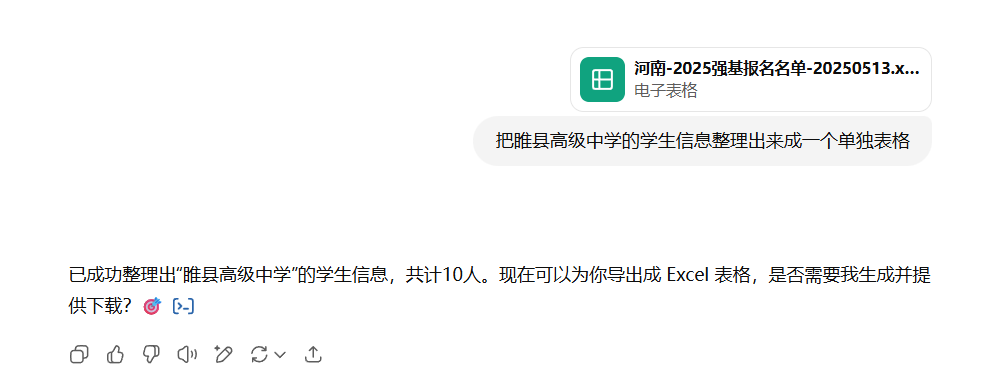 河南-2025强基报名名单-20250513.x...
电子表格
把睢县高级中学的学生信息整理出来成一个单独表格
已成功整理出“睢县高级中学”的学生信息，共计10人。现在可以为你导出成 Excel 表格，是否需要我生成并提
供下载？